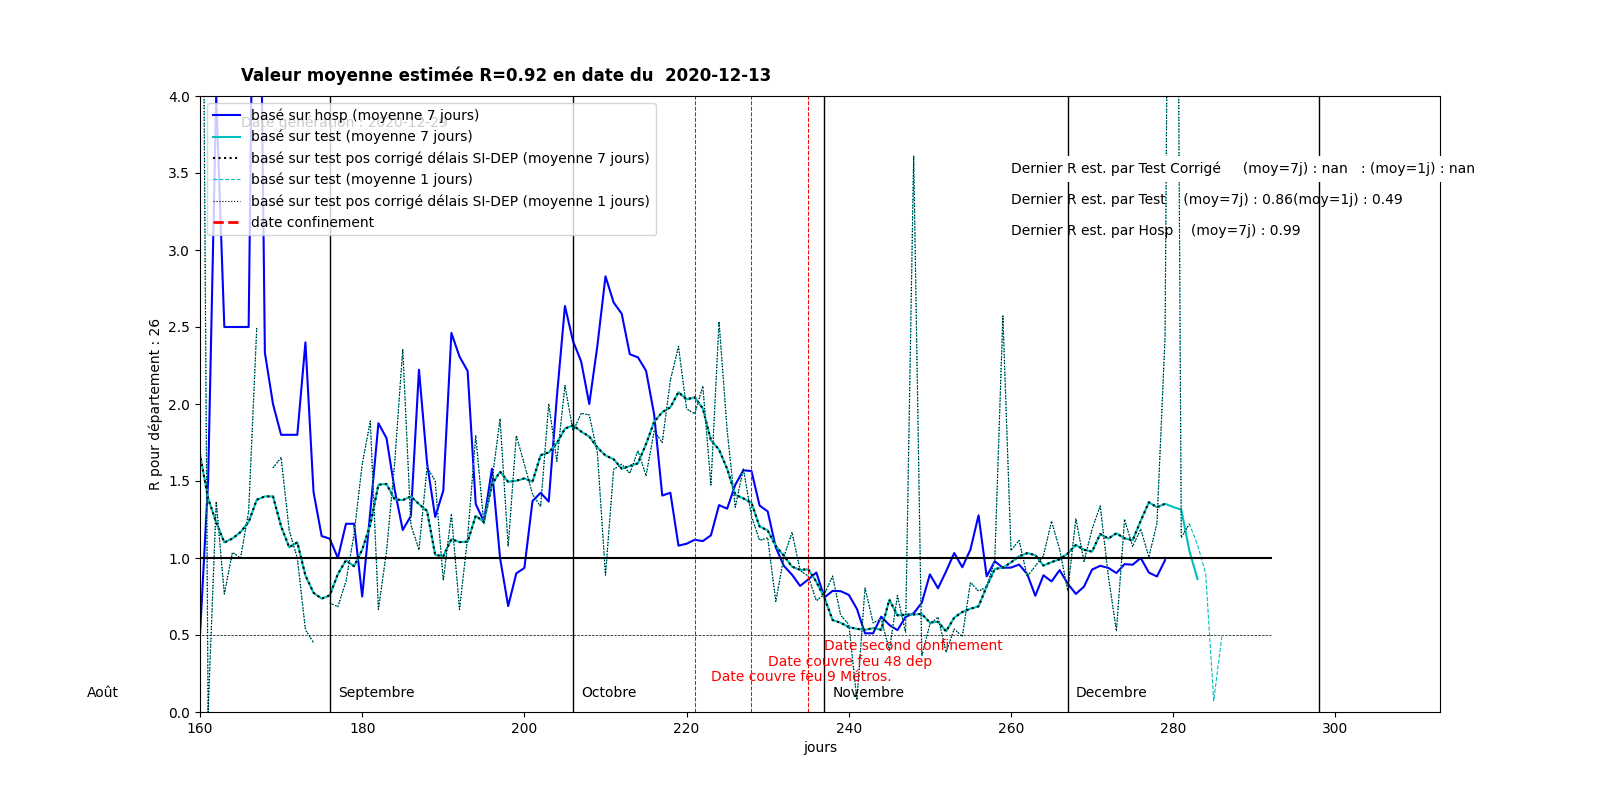 Valeur moyenne estimée R=0.92 en date du  2020-12-13
Date génération : 2020-12-29
basé sur hosp (moyenne 7 jours)
basé sur test (moyenne 7 jours)
basé sur test pos corrigé délais SI-DEP (moyenne 7 jours)
basé sur test (moyenne 1 jours)
basé sur test pos corrigé délais SI-DEP (moyenne 1 jours)
date confinement
Dernier R est. par Test Corrigé     (moy=7j) : nan   : (moy=1j) : nan
Dernier R est. par Test    (moy=7j) : 0.86(moy=1j) : 0.49
Dernier R est. par Hosp    (moy=7j) : 0.99
R pour département : 26
4.0
3.5
3.0
2.5
2.0
1.5
1.0
0.5
0.0
Date second confinement
Date couvre feu 48 dep
Date couvre feu 9 Métros.
Août
Septembre
Octobre
Novembre
Decembre
160 180 200 220 240 260 280 300
jours